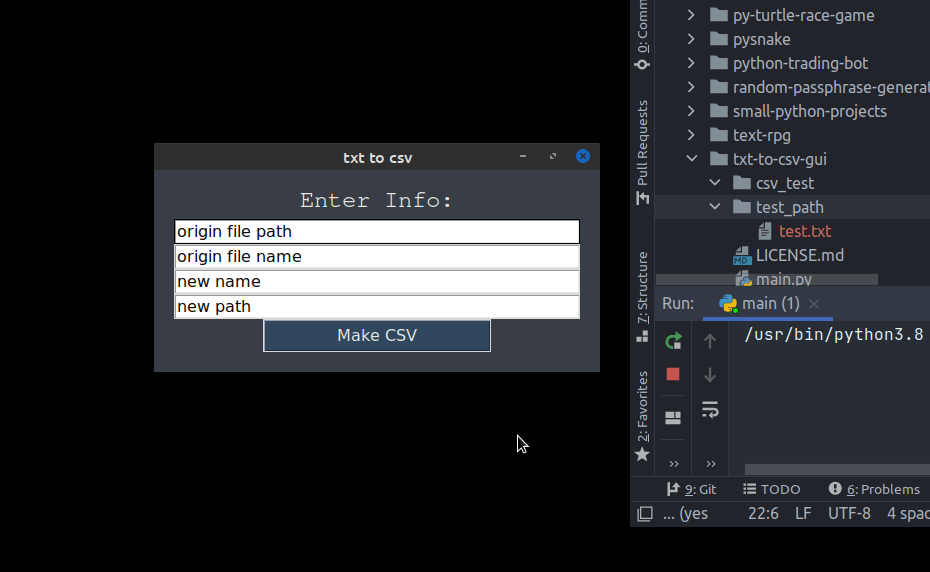 txt to csv
Enter Info:
origin file path
origin file name
new name
new path
Make CSV
0: Comm
Pull Requests
7: Structure
2: Favorites
py-turtle-race-game
pysnake
python-trading-bot
random-passphrase-generat
small-python-projects
text-rpg
txt-to-csv-gui
csv_test
test_path
test.txt
MD LICENSE.md
main.py
Run: main (1)
/usr/bin/python3.8
9: Git TODO 6: Problems
... (yes 22:6 LF UTF-8 4 spac